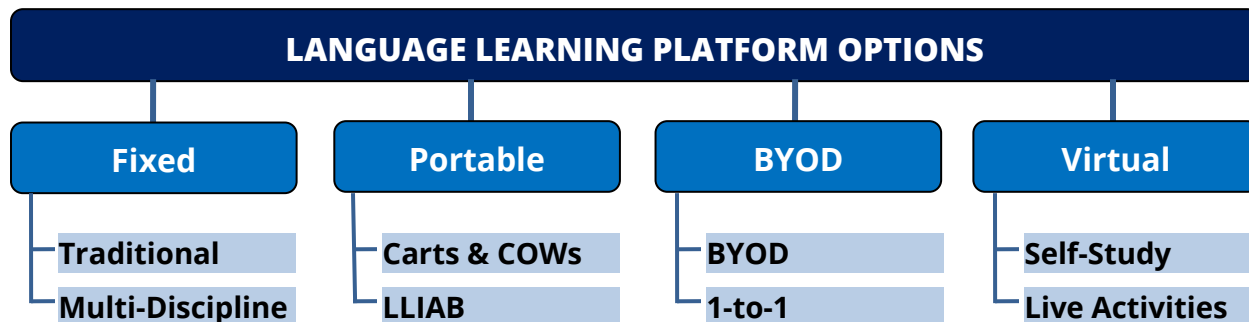 LANGUAGE LEARNING PLATFORM OPTIONS
Fixed
Portable
BYOD
Virtual
Traditional
Carts & COWs
BYOD
Self-Study
Multi-Discipline
LLIAB
1-to-1
Live Activities